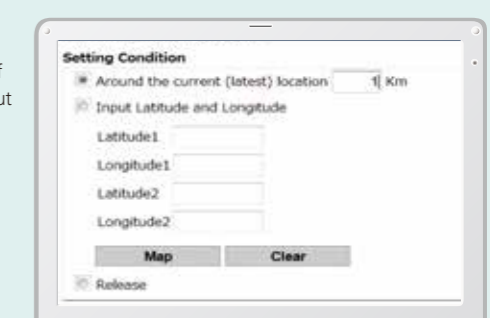 Setting Condition
Around the current (latest) location 1 Km
Input Latitude and Longitude
Latitude1
Longitude1
Latitude2
Longitude2
Map Clear
Release